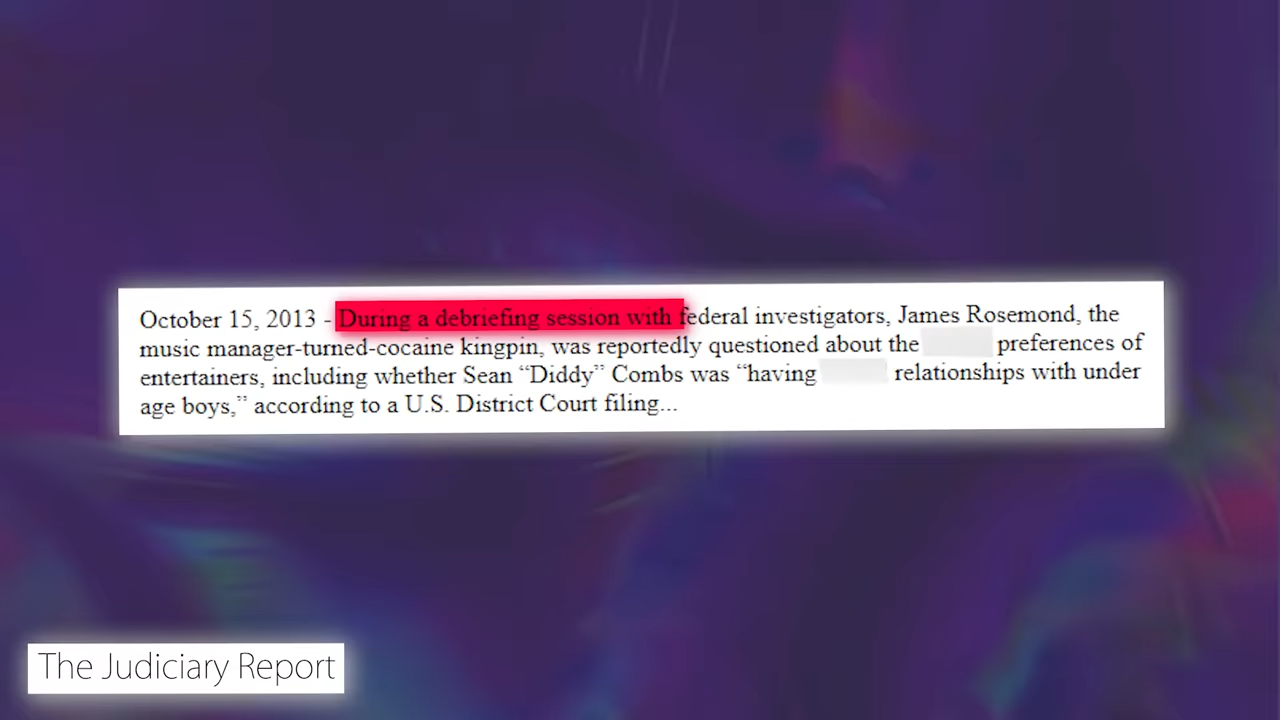 October 15, 2013 - During a debriefing session with federal investigators, James Rosemond, the
music manager-turned-cocaine kingpin, was reportedly questioned about the preferences of
entertainers, including whether Sean “Diddy” Combs was “having relationships with under
age boys,” according to a U.S. District Court filing...
The Judiciary Report